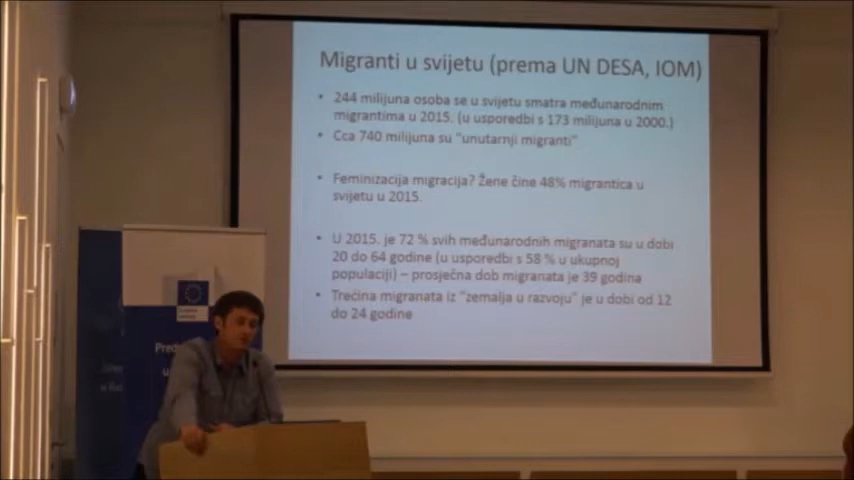 Migranti u svijetu (prema UN DESA, IOM)
• 244 milijuna osoba se u svijetu smatra međunarodnim
migrantima u 2015. (u usporedbi s 173 milijuna u 2000.)
• Cca 740 milijuna su "unutarnji migranti"
• Feminizacija migracija? Žene čine 48% migrantica u
svijetu u 2015.
• U 2015. je 72 % svih međunarodnih migranata su u dobi
20 do 64 godine (u usporedbi s 58 % u ukupnoj
populaciji) – prosječna dob migranata je 39 godina
• Trećina migranata iz "zemalja u razvoju" je u dobi od 12
do 24 godine